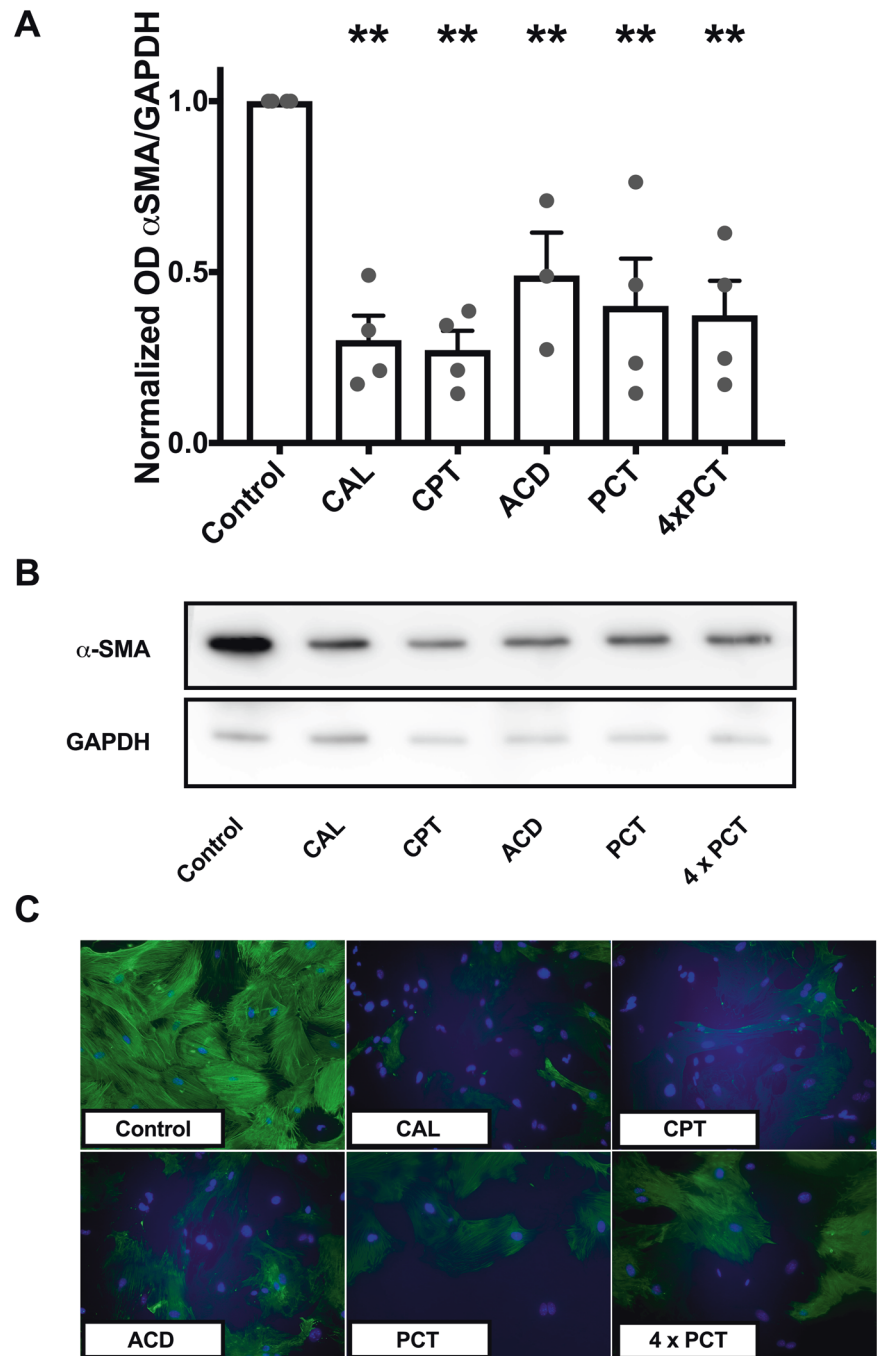 A
** ** ** ** **
Normalized OD αSMA/GAPDH
1.0
0.5
0.0
Control CAL CPT ACD PCT 4xPCT
B
α-SMA
GAPDH
Control CAL CPT ACD PCT 4 x PCT
C
Control CAL CPT
ACD PCT 4 x PCT